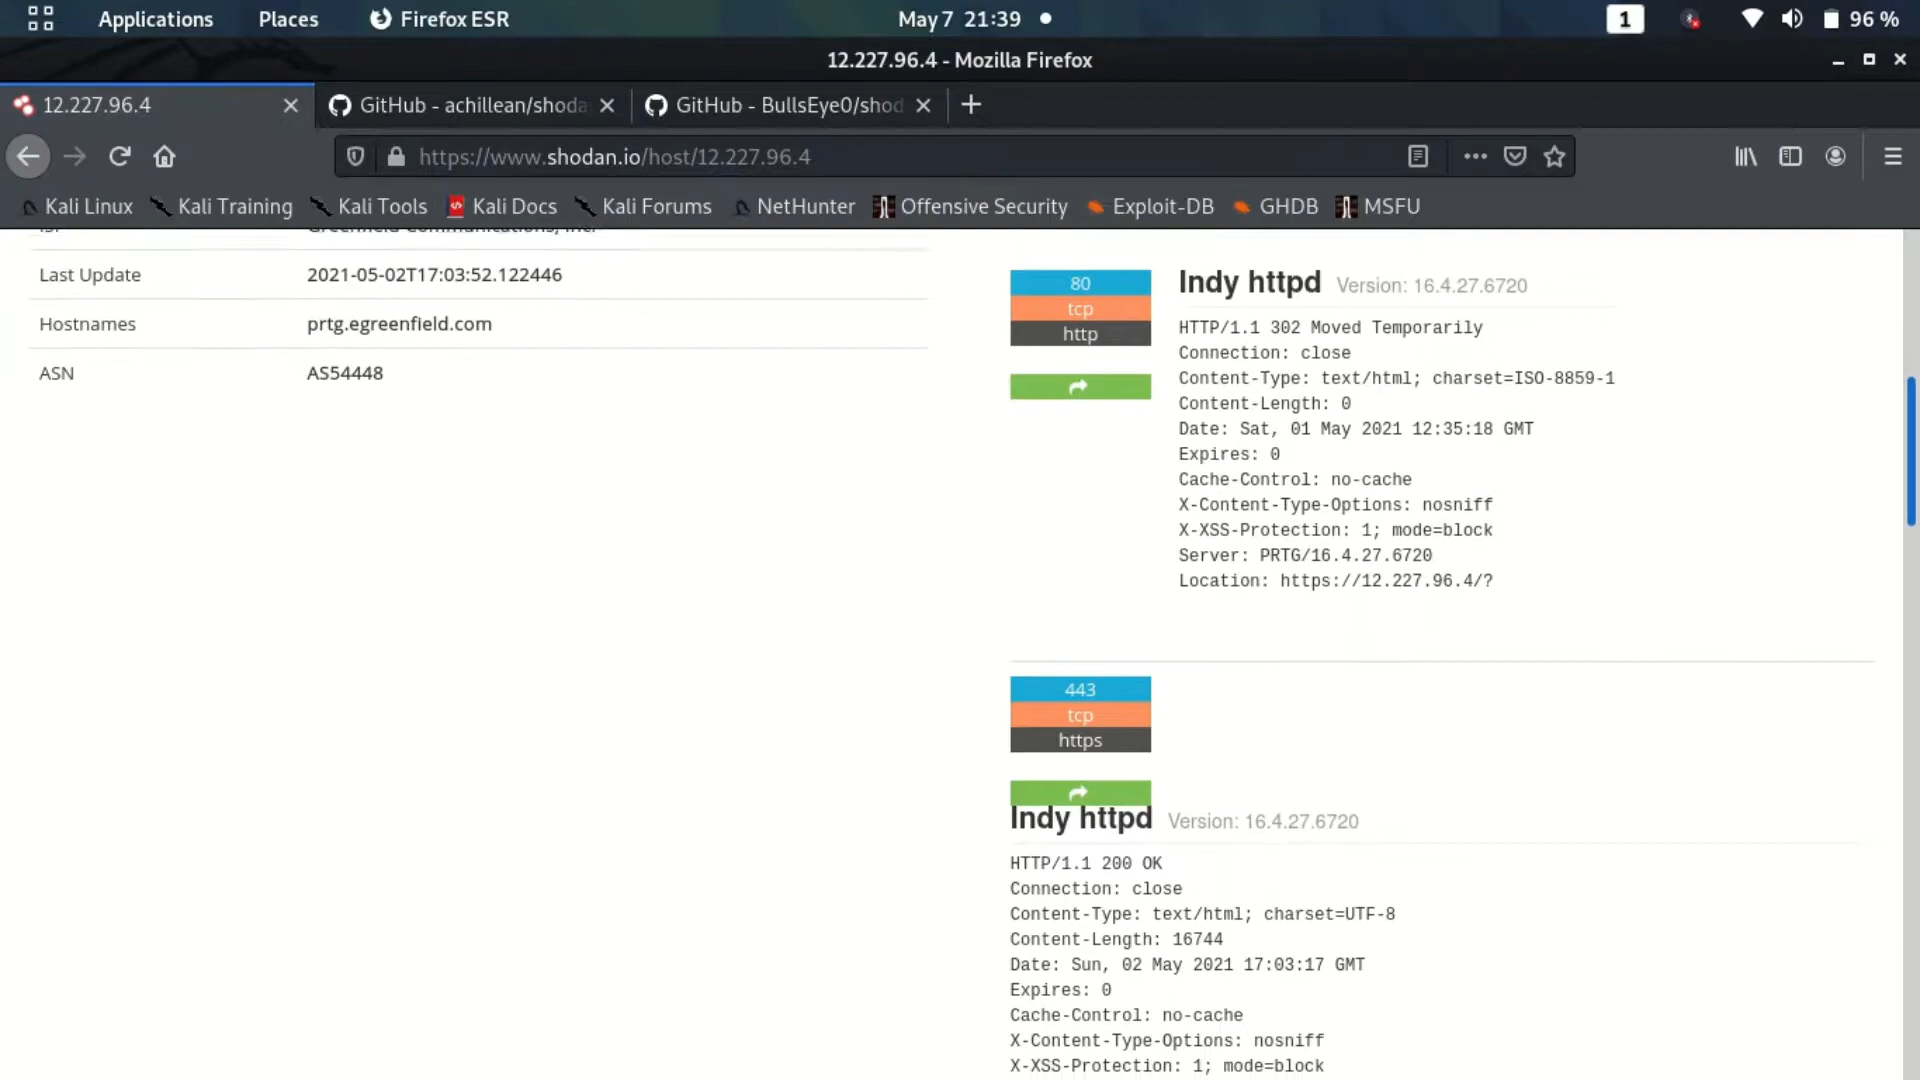 Applications Places Firefox ESR May 7 21:39 1 96 %
12.227.96.4 - Mozilla Firefox
12.227.96.4 GitHub - achillean/shoda GitHub - BullsEye0/shod
https://www.shodan.io/host/12.227.96.4
Kali Linux Kali Training Kali Tools Kali Docs Kali Forums NetHunter Offensive Security Exploit-DB GHDB MSFU
Greenfield Communications, Inc.
Last Update 2021-05-02T17:03:52.122446
Hostnames prtg.egreenfield.com
ASN AS54448
80
tcp
http
Indy httpd Version: 16.4.27.6720
HTTP/1.1 302 Moved Temporarily
Connection: close
Content-Type: text/html; charset=ISO-8859-1
Content-Length: 0
Date: Sat, 01 May 2021 12:35:18 GMT
Expires: 0
Cache-Control: no-cache
X-Content-Type-Options: nosniff
X-XSS-Protection: 1; mode=block
Server: PRTG/16.4.27.6720
Location: https://12.227.96.4/?
443
tcp
https
Indy httpd Version: 16.4.27.6720
HTTP/1.1 200 OK
Connection: close
Content-Type: text/html; charset=UTF-8
Content-Length: 16744
Date: Sun, 02 May 2021 17:03:17 GMT
Expires: 0
Cache-Control: no-cache
X-Content-Type-Options: nosniff
X-XSS-Protection: 1; mode=block